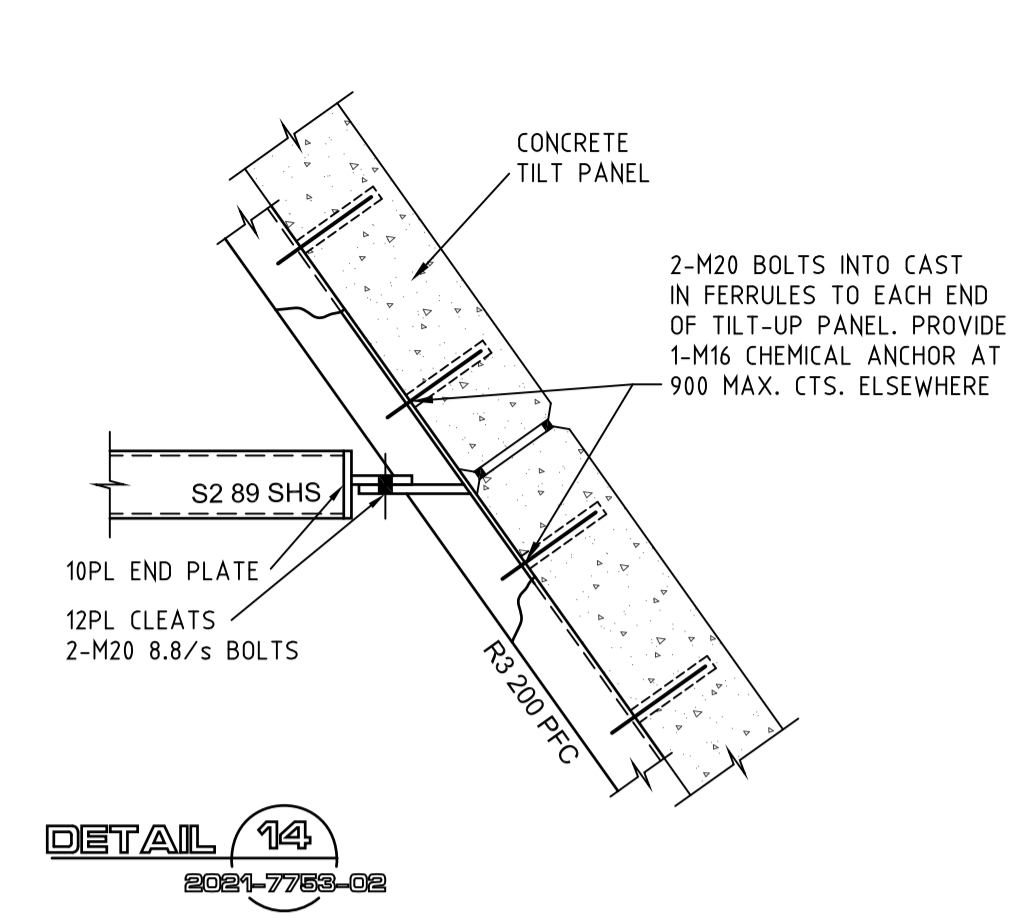 CONCRETE
TILT PANEL
2-M20 BOLTS INTO CAST
IN FERRULES TO EACH END
OF TILT-UP PANEL. PROVIDE
1-M16 CHEMICAL ANCHOR AT
900 MAX. CTS. ELSEWHERE
S2 89 SHS
10PL END PLATE
12PL CLEATS
2-M20 8.8/s BOLTS
R3 200 PFC
DETAIL 14
2021-7753-02